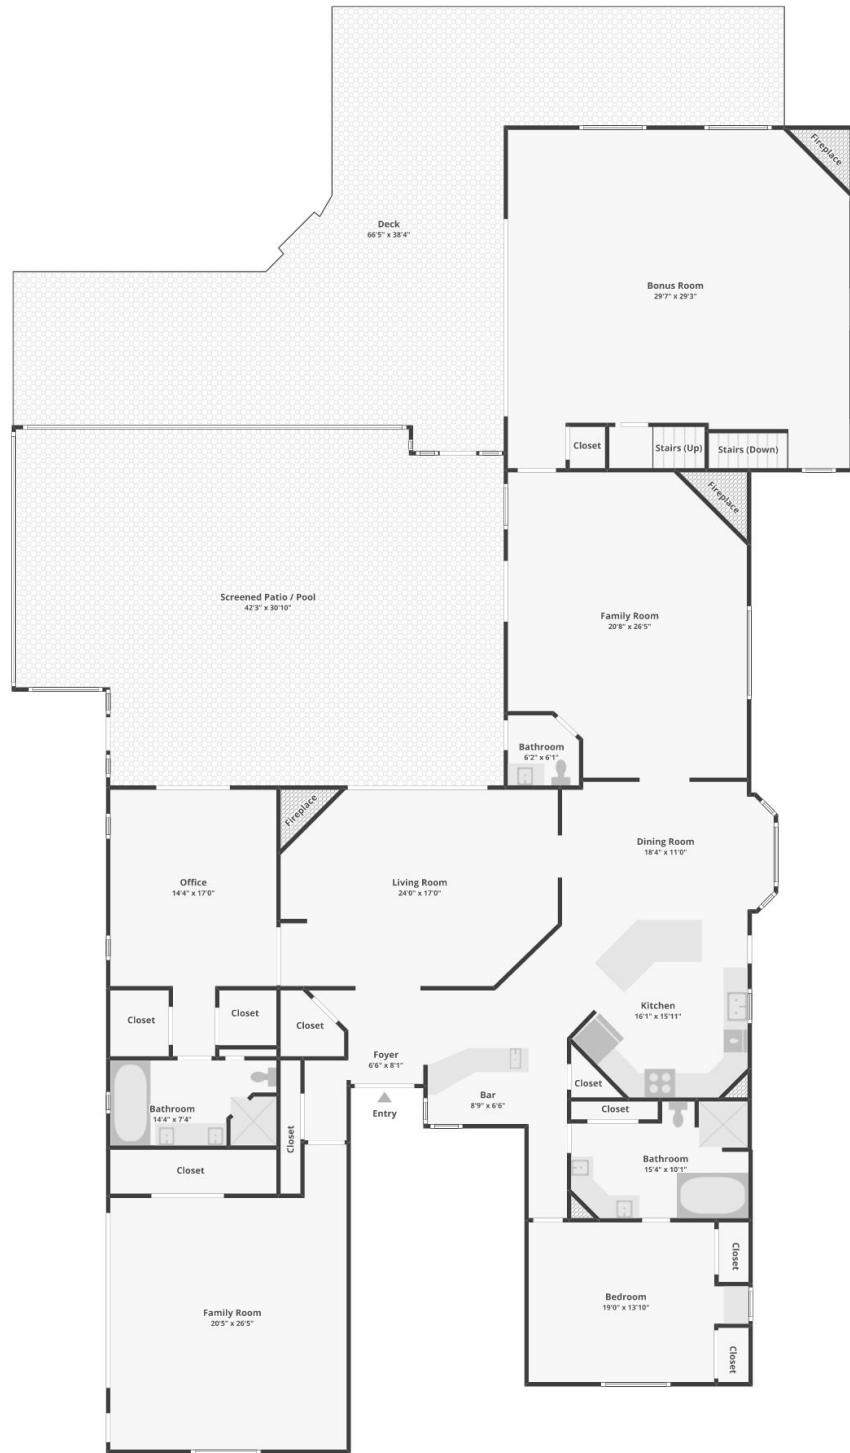 Fireplace
Deck
66'5" x 38'4"
Bonus Room
29'7" x 29'3"
Closet
Stairs (Up)
Stairs (Down)
Fireplace
Screened Patio / Pool
42'3" x 30'10"
Family Room
20'8" x 26'5"
Bathroom
6'2" x 6'1"
Fireplace
Dining Room
18'4" x 11'0"
Office
14'4" x 17'0"
Living Room
24'0" x 17'0"
Kitchen
16'1" x 15'11"
Closet
Closet
Closet
Foyer
6'6" x 8'1"
Closet
Bar
8'9" x 6'6"
Entry
Bathroom
14'4" x 7'4"
Closet
Closet
Closet
Bathroom
15'4" x 10'1"
Closet
Bedroom
19'0" x 13'10"
Family Room
20'5" x 26'5"
Closet